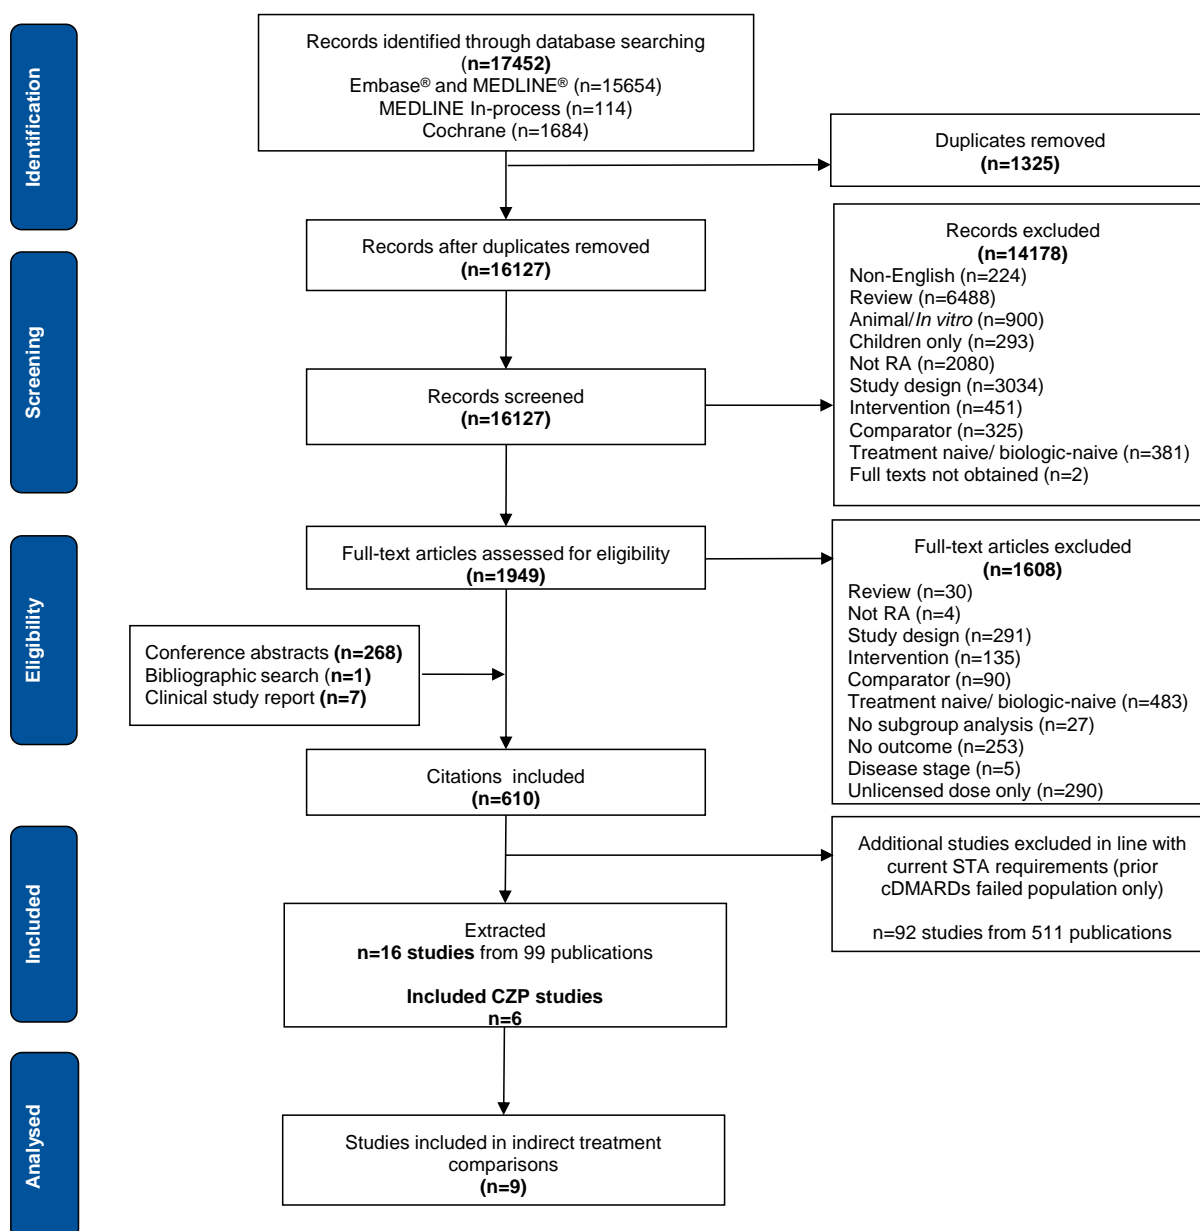 Identification
Records identified through database searching
(n=17452)
Embase® and MEDLINE® (n=15654)
MEDLINE In-process (n=114)
Cochrane (n=1684)
Duplicates removed
(n=1325)
Records after duplicates removed
(n=16127)
Screening
Records screened
(n=16127)
Records excluded
(n=14178)
Non-English (n=224)
Review (n=6488)
Animal/In vitro (n=900)
Children only (n=293)
Not RA (n=2080)
Study design (n=3034)
Intervention (n=451)
Comparator (n=325)
Treatment naive/ biologic-naive (n=381)
Full texts not obtained (n=2)
Eligibility
Full-text articles assessed for eligibility
(n=1949)
Full-text articles excluded
(n=1608)
Review (n=30)
Not RA (n=4)
Study design (n=291)
Intervention (n=135)
Comparator (n=90)
Treatment naive/ biologic-naive (n=483)
No subgroup analysis (n=27)
No outcome (n=253)
Disease stage (n=5)
Unlicensed dose only (n=290)
Conference abstracts (n=268)
Bibliographic search (n=1)
Clinical study report (n=7)
Citations included
(n=610)
Included
Additional studies excluded in line with
current STA requirements (prior
cDMARDs failed population only)
n=92 studies from 511 publications
Extracted
n=16 studies from 99 publications
Included CZP studies
n=6
Analysed
Studies included in indirect treatment
comparisons
(n=9)